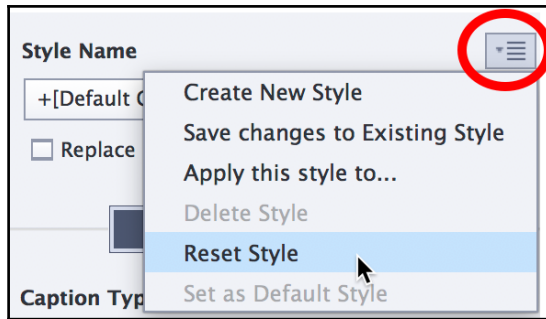 Style Name
+[Default
Create New Style
Save changes to Existing Style
Replace
Apply this style to...
Delete Style
Reset Style
Caption
Set as Default Style